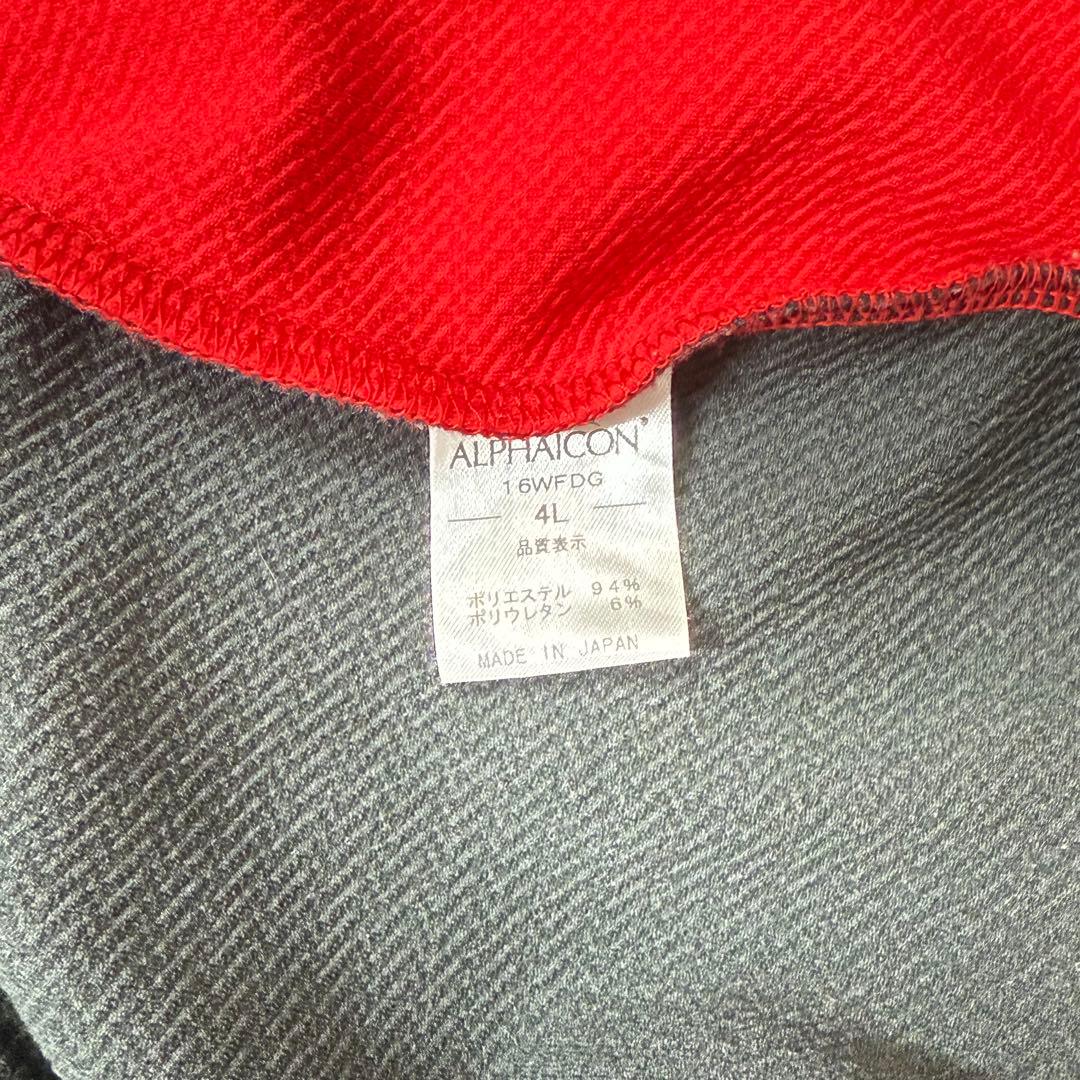 ALPHAICON
16WFDG
4L
品質表示
ポリエステル 94%
ポリウレタン 6%
MADE IN JAPAN